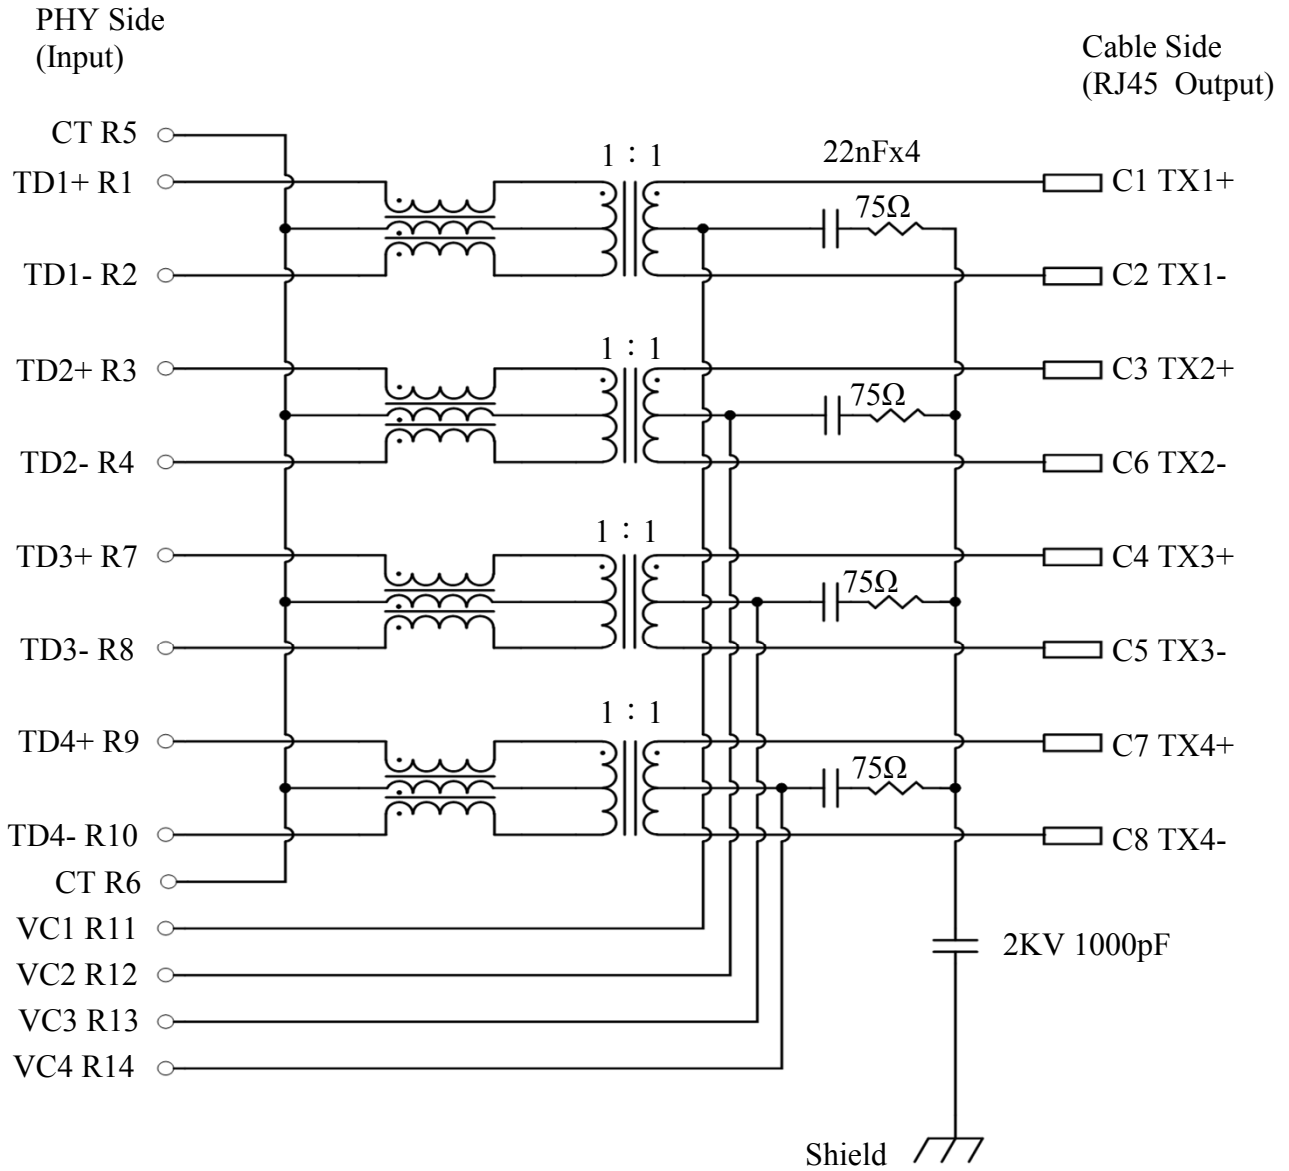 PHY Side
(Input)
Cable Side
(RJ45 Output)
CT R5
1 : 1
22nFx4
TD1+ R1
C1 TX1+
75Ω
TD1- R2
C2 TX1-
1 : 1
TD2+ R3
C3 TX2+
75Ω
TD2- R4
C6 TX2-
1 : 1
TD3+ R7
C4 TX3+
75Ω
TD3- R8
C5 TX3-
1 : 1
TD4+ R9
C7 TX4+
75Ω
TD4- R10
C8 TX4-
CT R6
VC1 R11
2KV 1000pF
VC2 R12
VC3 R13
VC4 R14
Shield